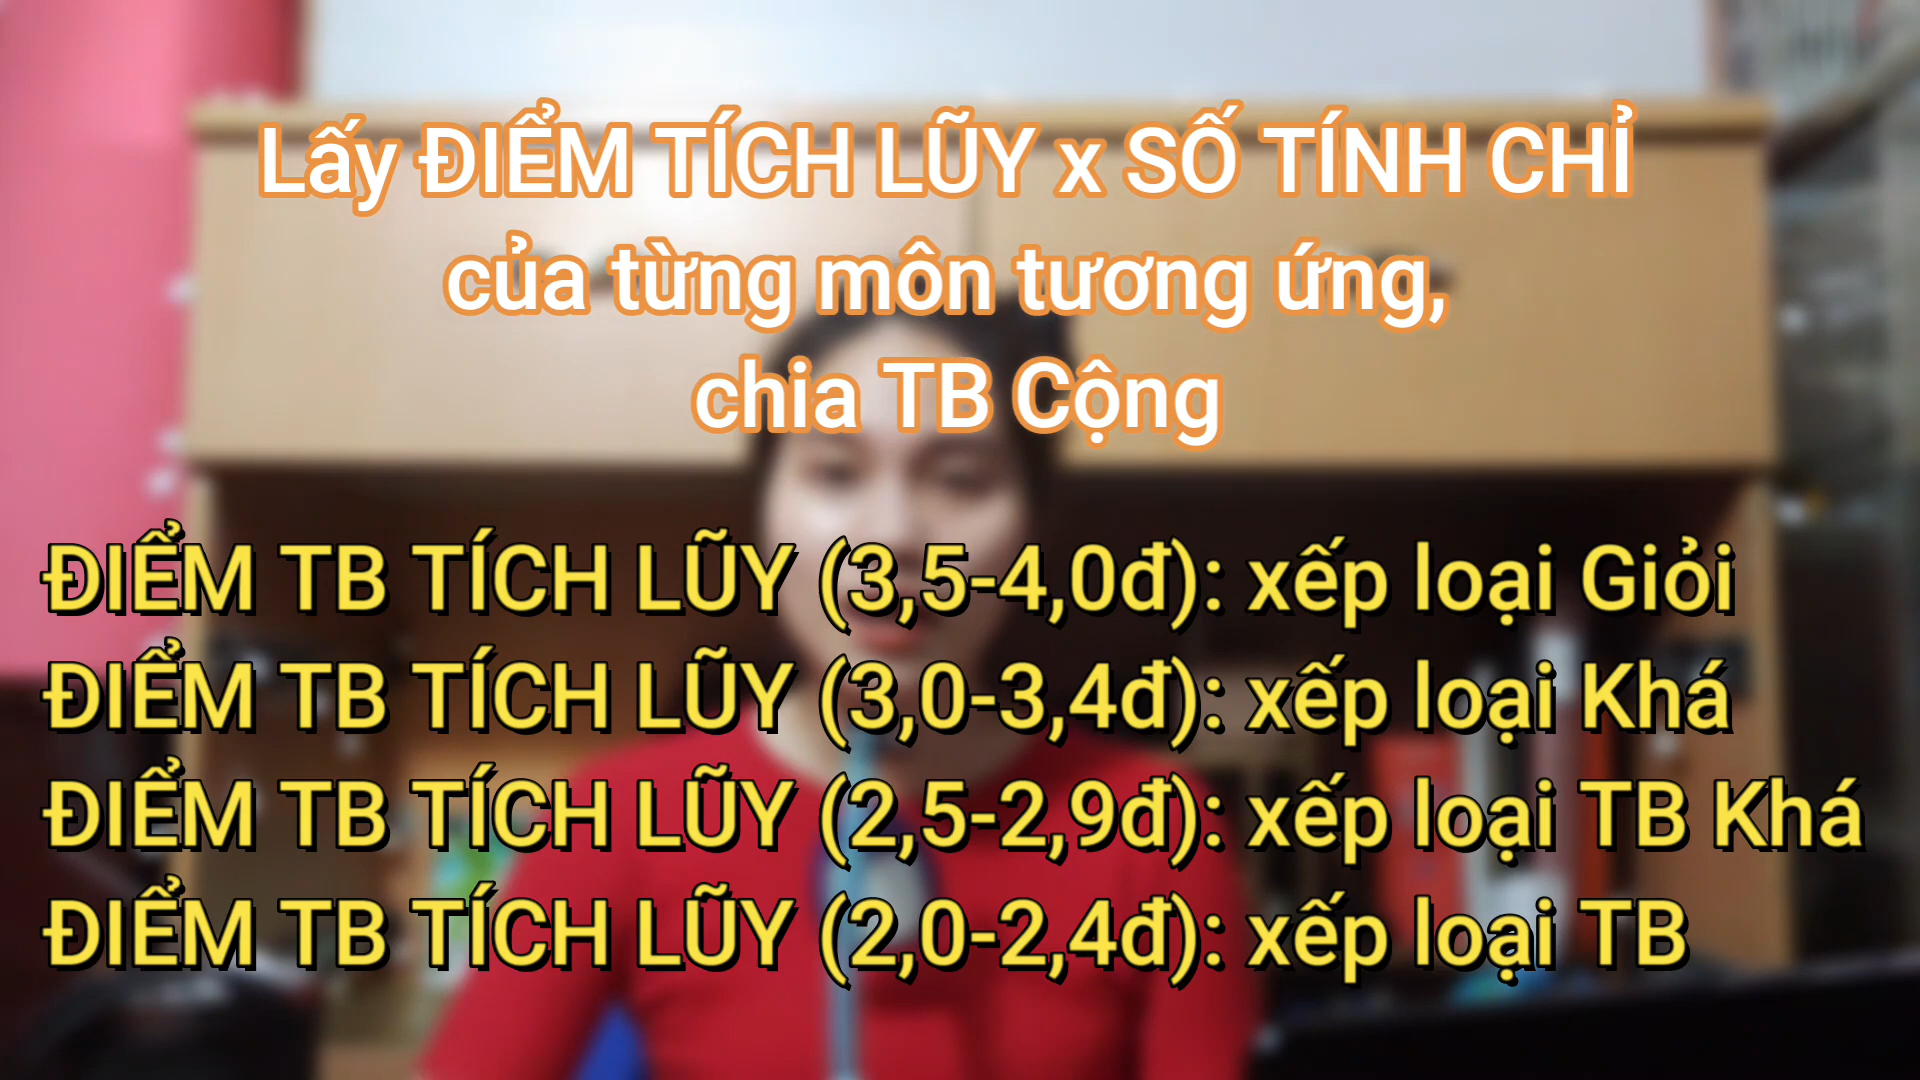 Lấy ĐIỂM TÍCH LŨY x SỐ TÍNH CHỈ
của từng môn tương ứng,
chia TB Cộng
ĐIỂM TB TÍCH LŨY (3,5-4,0đ): xếp loại Giỏi
ĐIỂM TB TÍCH LŨY (3,0-3,4đ): xếp loại Khá
ĐIỂM TB TÍCH LŨY (2,5-2,9đ): xếp loại TB Khá
ĐIỂM TB TÍCH LŨY (2,0-2,4đ): xếp loại TB